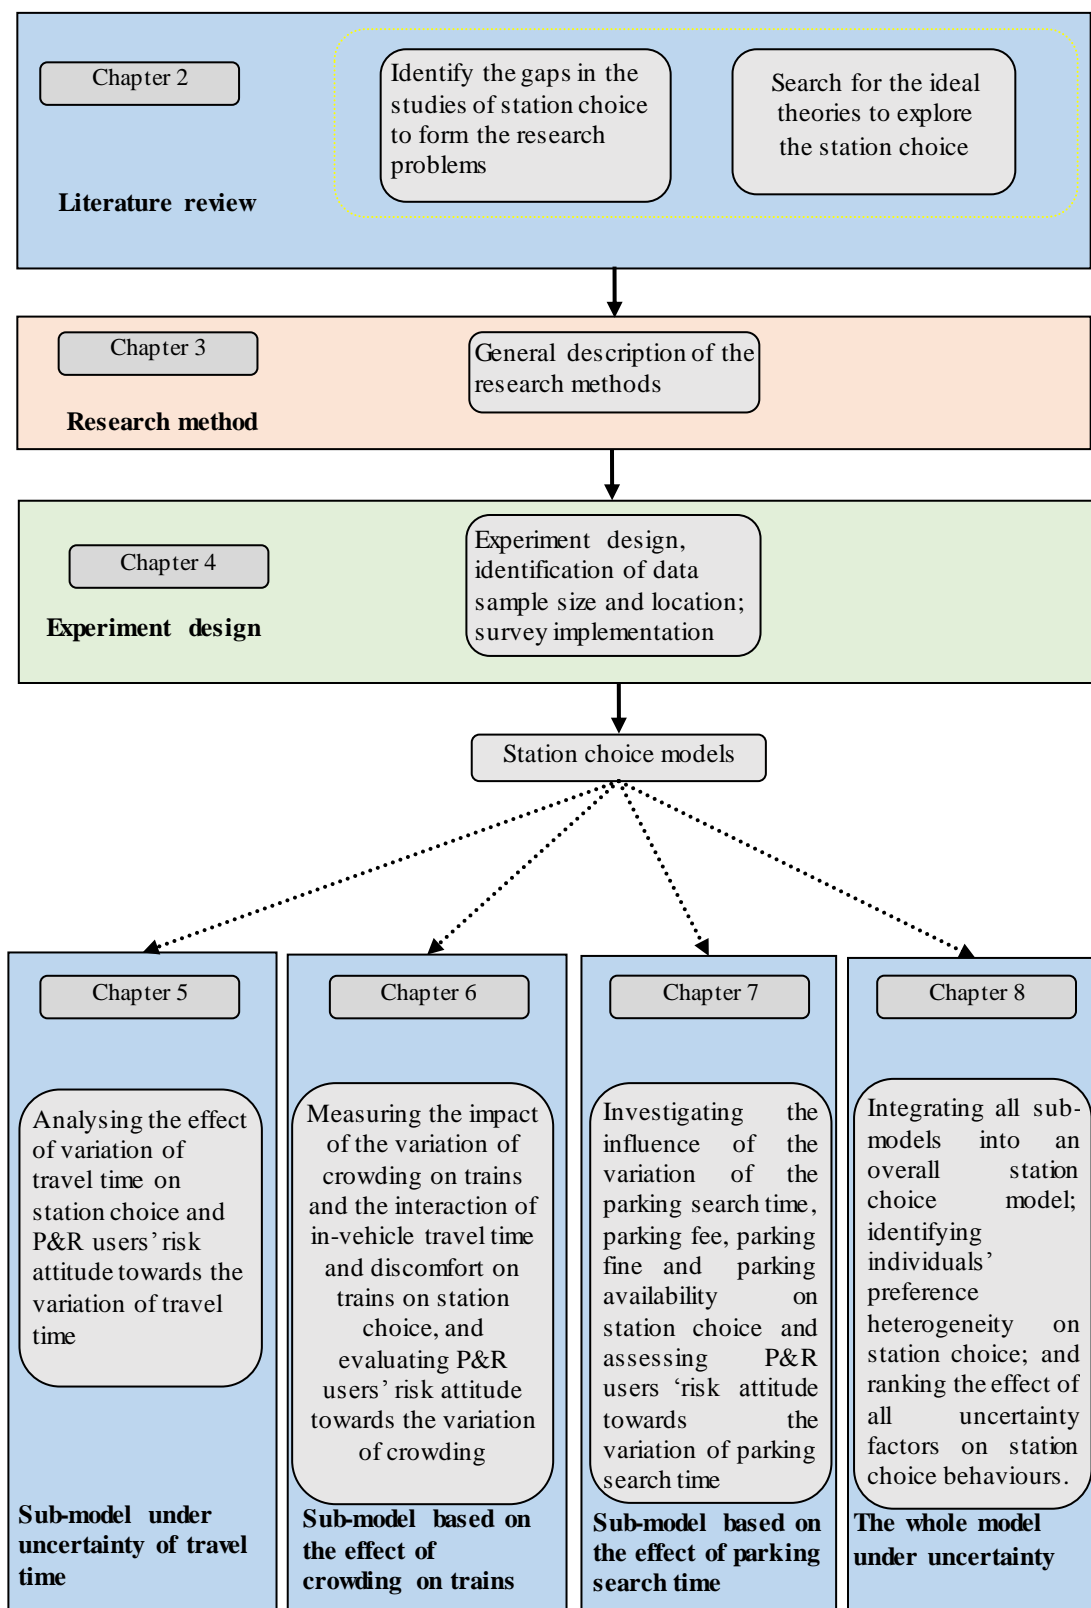 Chapter 2
Identify the gaps in the
studies of station choice
to form the research
problems
Search for the ideal
theories to explore
the station choice
Literature review
Chapter 3
General description of the
research methods
Research method
Chapter 4
Experiment design,
identification of data
sample size and location;
survey implementation
Experiment design
Station choice models
Chapter 5
Analysing the effect
of variation of
travel time on
station choice and
P&R users’ risk
attitude towards the
variation of travel
time
Sub-model under
uncertainty of travel
time
Chapter 6
Measuring the impact
of the variation of
crowding on trains
and the interaction of
in-vehicle travel time
and discomfort on
trains on station
choice, and
evaluating P&R
users’ risk attitude
towards the variation
of crowding
Sub-model based on
the effect of
crowding on trains
Chapter 7
Investigating the
influence of the
variation of the
parking search time,
parking fee, parking
fine and parking
availability on
station choice and
assessing P&R
users ‘risk attitude
towards the
variation of parking
search time
Sub-model based on
the effect of parking
search time
Chapter 8
Integrating all sub-
models into an
overall station
choice model;
identifying
individuals’
preference
heterogeneity on
station choice; and
ranking the effect of
all uncertainty
factors on station
choice behaviours.
The whole model
under uncertainty